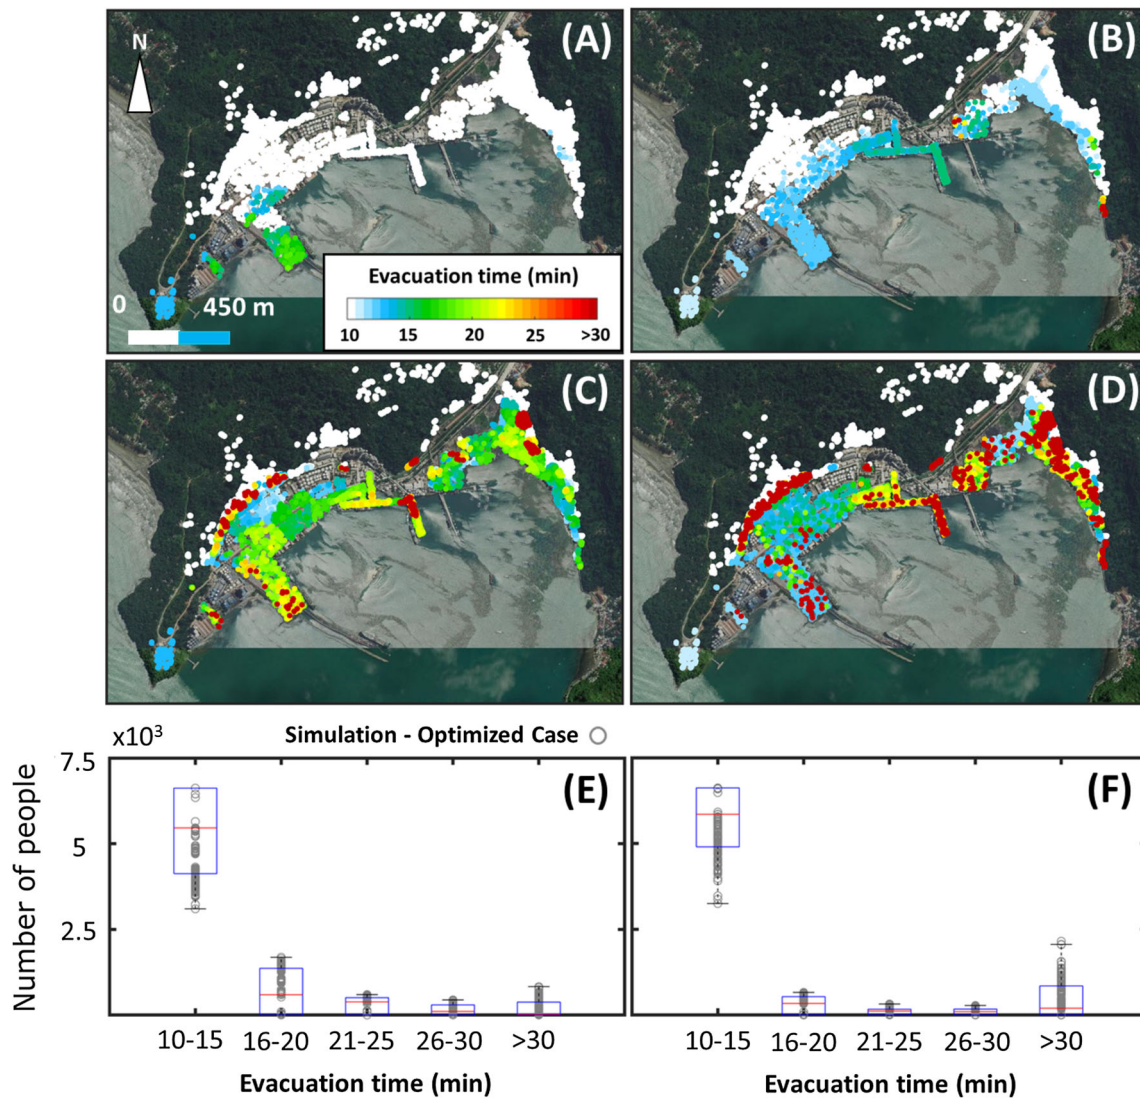 N
(A)
(B)
Evacuation time (min)
10 15 20 25 >30
0 450 m
(C)
(D)
Simulation - Optimized Case
x10³
7.5
5
2.5
Number of people
(E)
(F)
10-15 16-20 21-25 26-30 >30
10-15 16-20 21-25 26-30 >30
Evacuation time (min)
Evacuation time (min)